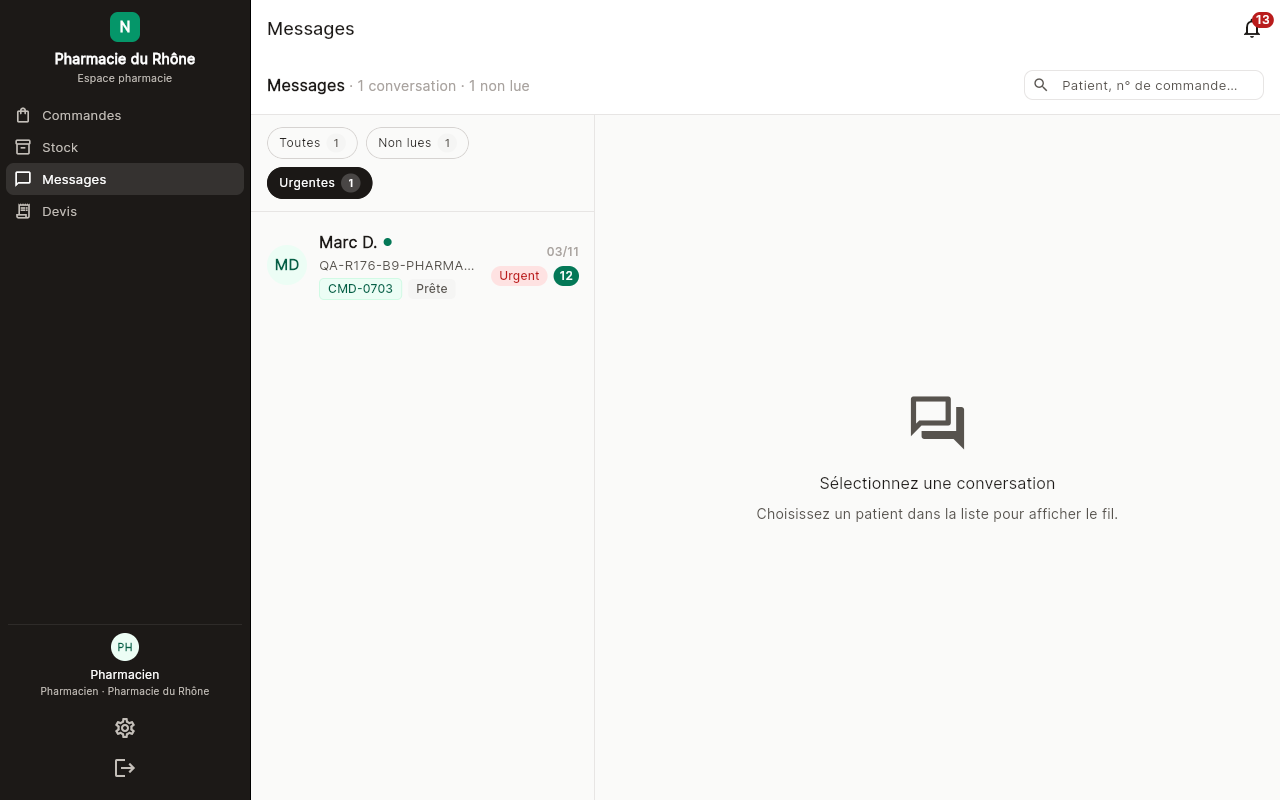 N
Pharmacie du Rhône
Espace pharmacie
Commandes
Stock
Messages
Devis
PH
Pharmacien
Pharmacien · Pharmacie du Rhône
Messages
13
Messages · 1 conversation · 1 non lue
Patient, n° de commande...
Toutes 1
Non lues 1
Urgentes 1
MD
Marc D.
03/11
QA-R176-B9-PHARMA...
Urgent 12
CMD-0703 Prête
Sélectionnez une conversation
Choisissez un patient dans la liste pour afficher le fil.